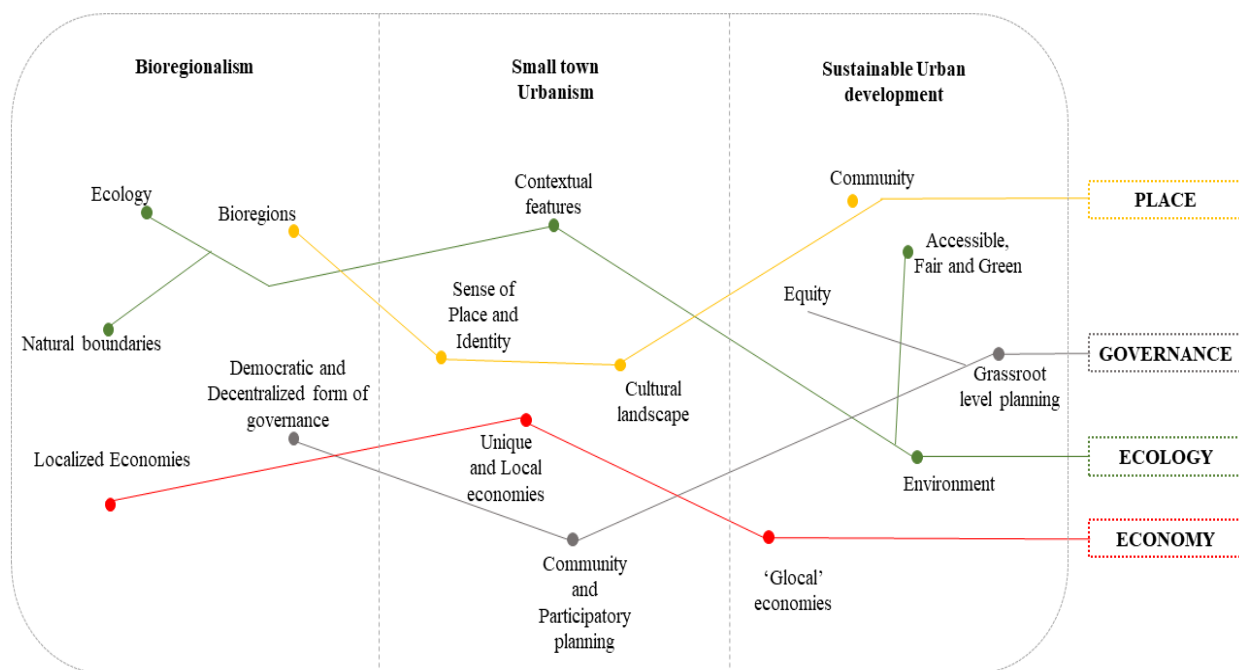 Bioregionalism
Small town
Urbanism
Sustainable Urban
development
Ecology
Bioregions
Natural boundaries
Democratic and
Decentralized form of
governance
Localized Economies
Contextual
features
Sense of
Place and
Identity
Cultural
landscape
Unique
and Local
economies
Community
and
Participatory
planning
Community
Accessible,
Fair and Green
Equity
Grassroot
level planning
Environment
‘Glocal’
economies
PLACE
GOVERNANCE
ECOLOGY
ECONOMY